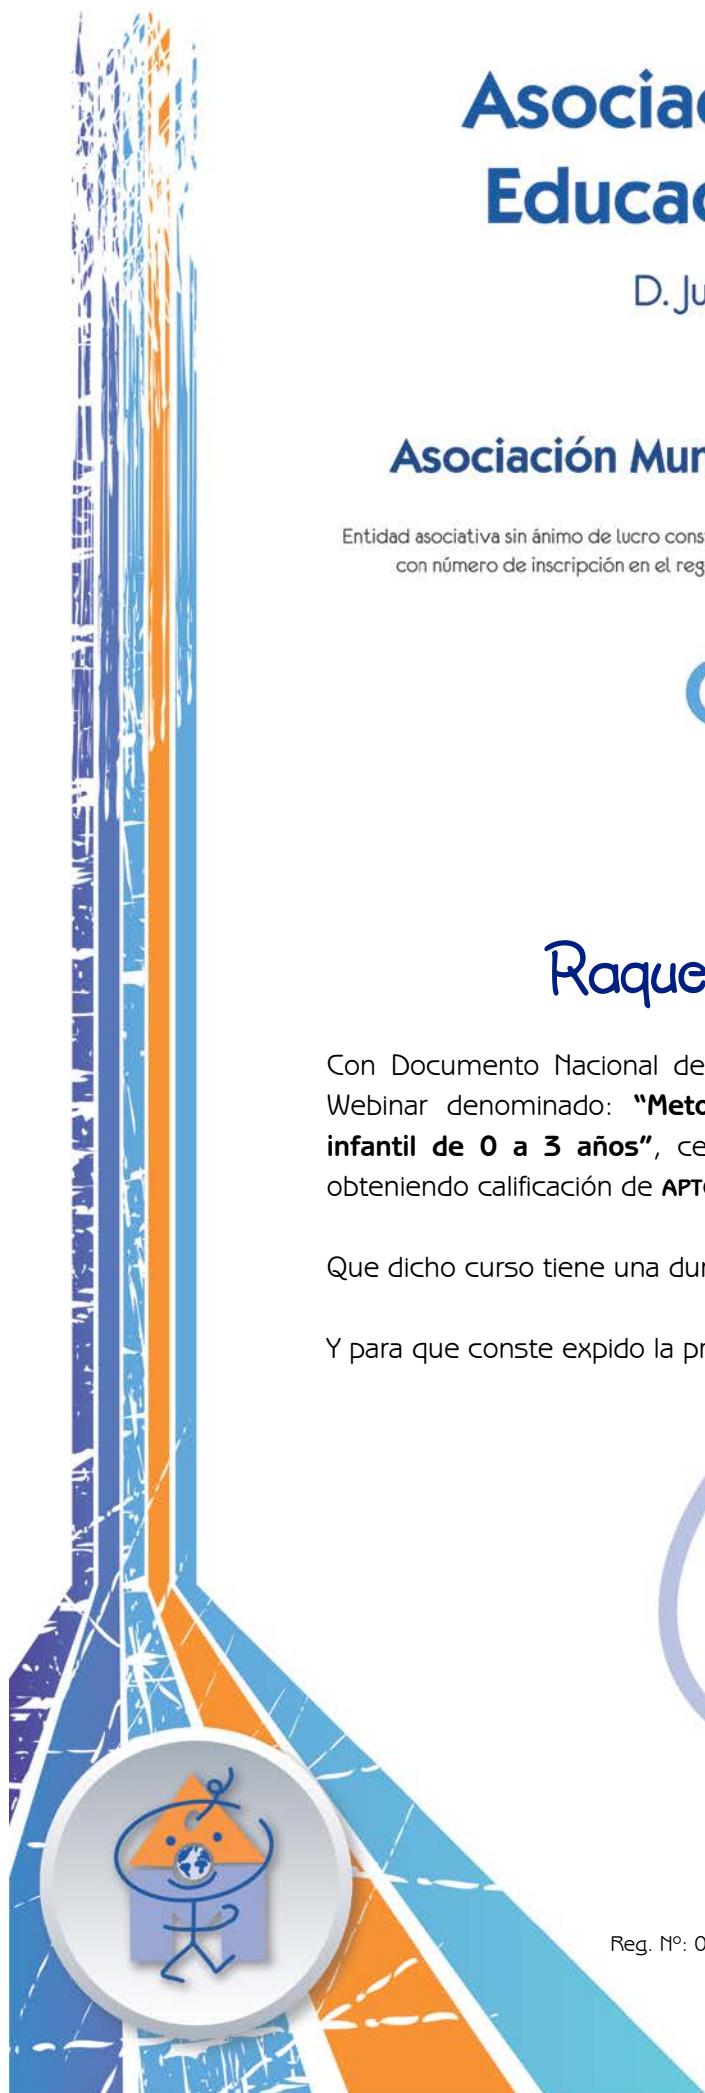 Asociac
Educac
D. Ju
Asociación Mun
Entidad asociativa sin ánimo de lucro cons
con número de inscripción en el reg
Raque
Con Documento Nacional de
Webinar denominado: “Meto
infantil de 0 a 3 años”, ce
obteniendo calificación de APTO
Que dicho curso tiene una dur
Y para que conste expido la pr
Reg. Nº: 0